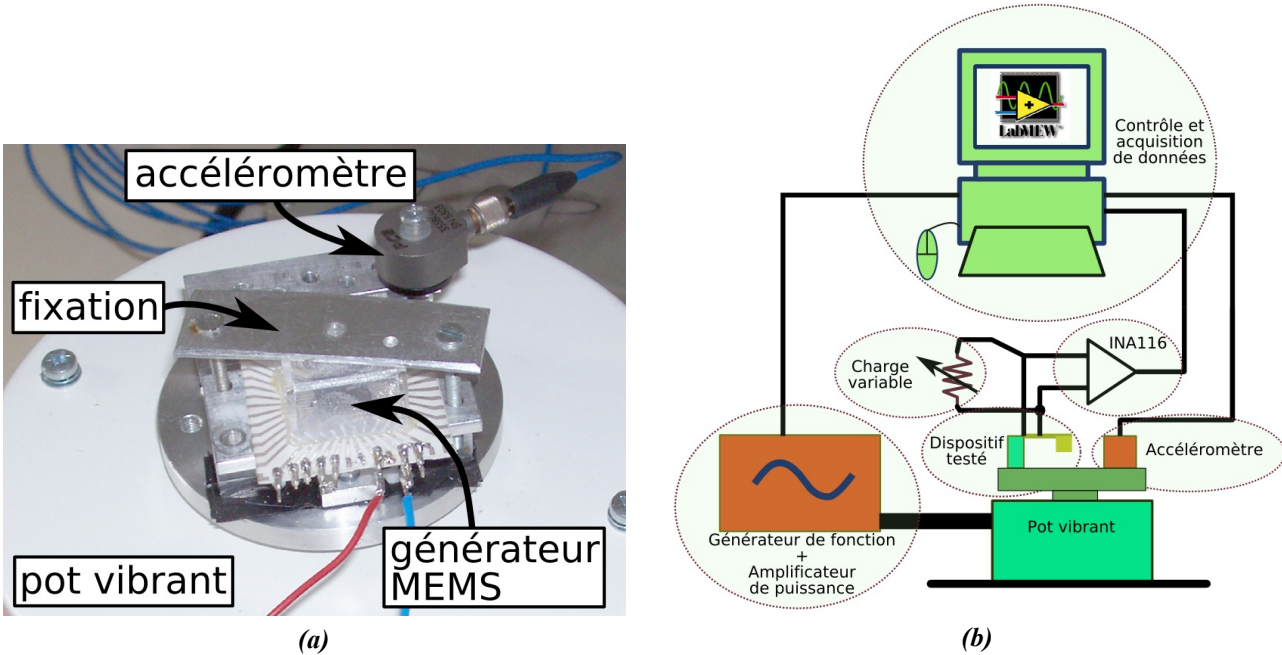 accéléromètre
fixation
générateur
MEMS
pot vibrant
(a)
LabVIEW
Contrôle et
acquisition
de données
INA116
Charge
variable
Dispositif
testé
Accéléromètre
Générateur de fonction
+
Amplificateur
de puissance
Pot vibrant
(b)